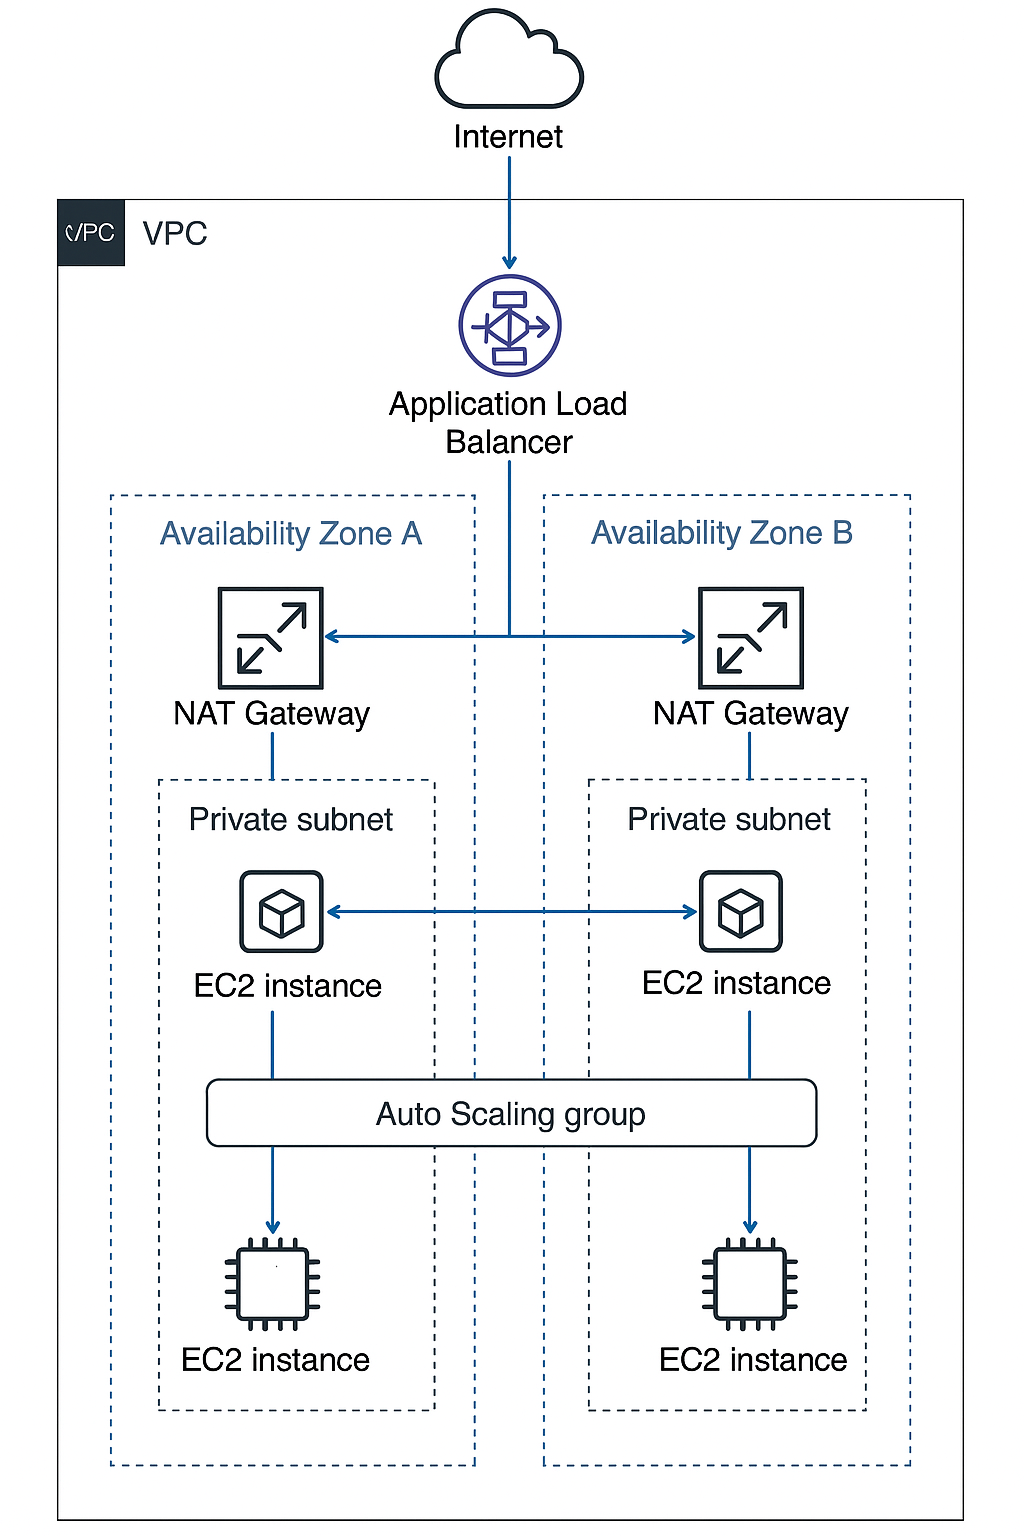 Internet
VPC
Application Load
Balancer
Availability Zone A
Availability Zone B
NAT Gateway
NAT Gateway
Private subnet
Private subnet
EC2 instance
EC2 instance
Auto Scaling group
EC2 instance
EC2 instance